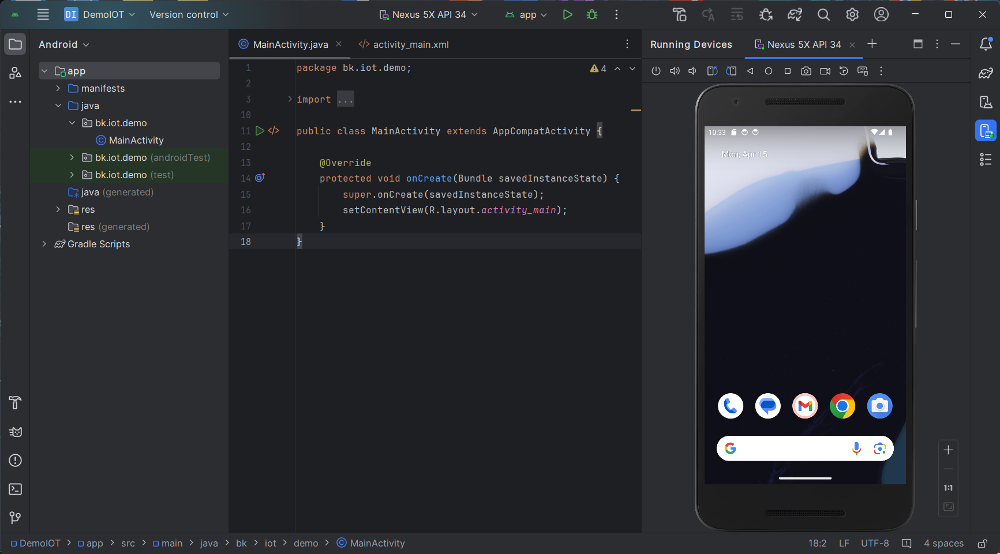 DI DemoIOT Version control Nexus 5X API 34 app
Android
app
manifests
java
bk.iot.demo
MainActivity
bk.iot.demo (androidTest)
bk.iot.demo (test)
java (generated)
res
res (generated)
Gradle Scripts
MainActivity.java activity_main.xml
1 package bk.iot.demo;
4
2
3 import ...
10
11 public class MainActivity extends AppCompatActivity {
12
13 @Override
14 protected void onCreate(Bundle savedInstanceState) {
15 super.onCreate(savedInstanceState);
16 setContentView(R.layout.activity_main);
17 }
18 }
Running Devices Nexus 5X API 34
10:33
Mon, Apr 15
1:1
DemoIOT > app > src > main > java > bk > iot > demo > MainActivity
18:2 LF UTF-8 4 spaces